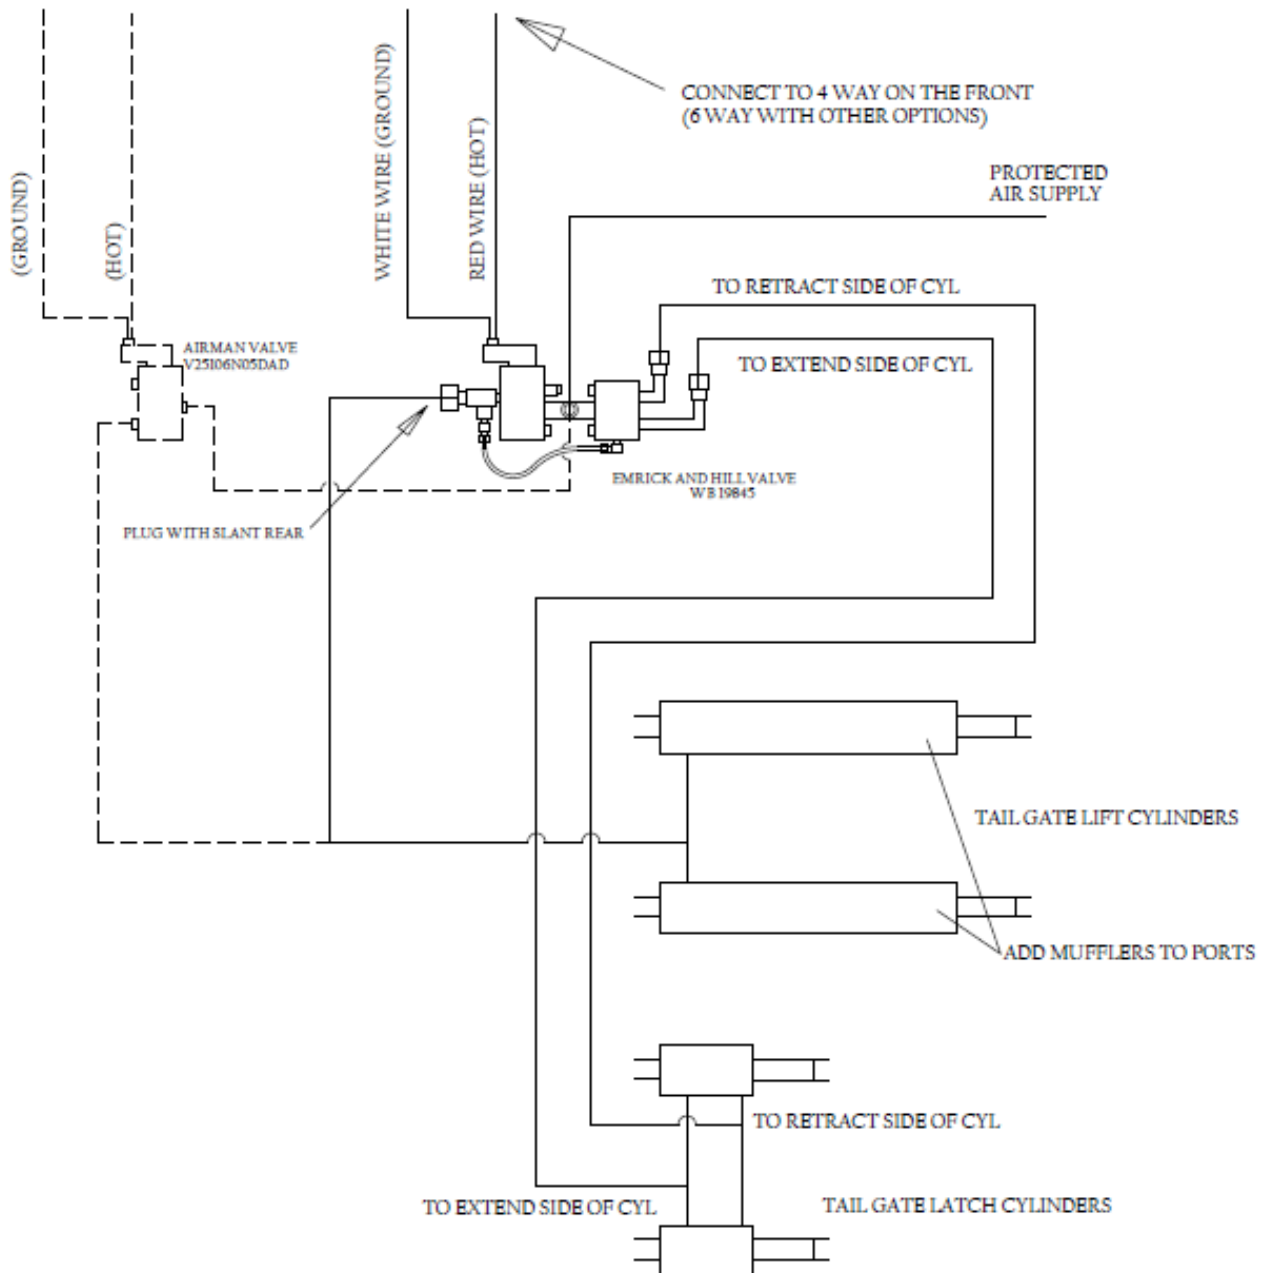 CONNECT TO 4 WAY ON THE FRONT
(6 WAY WITH OTHER OPTIONS)
PROTECTED
AIR SUPPLY
(GROUND)
(HOT)
WHITE WIRE (GROUND)
RED WIRE (HOT)
TO RETRACT SIDE OF CYL
AIRMAN VALVE
V25106N05DAD
TO EXTEND SIDE OF CYL
EMRICK AND HILL VALVE
WB19845
PLUG WITH SLANT REAR
TAIL GATE LIFT CYLINDERS
ADD MUFFLERS TO PORTS
TO RETRACT SIDE OF CYL
TO EXTEND SIDE OF CYL
TAIL GATE LATCH CYLINDERS